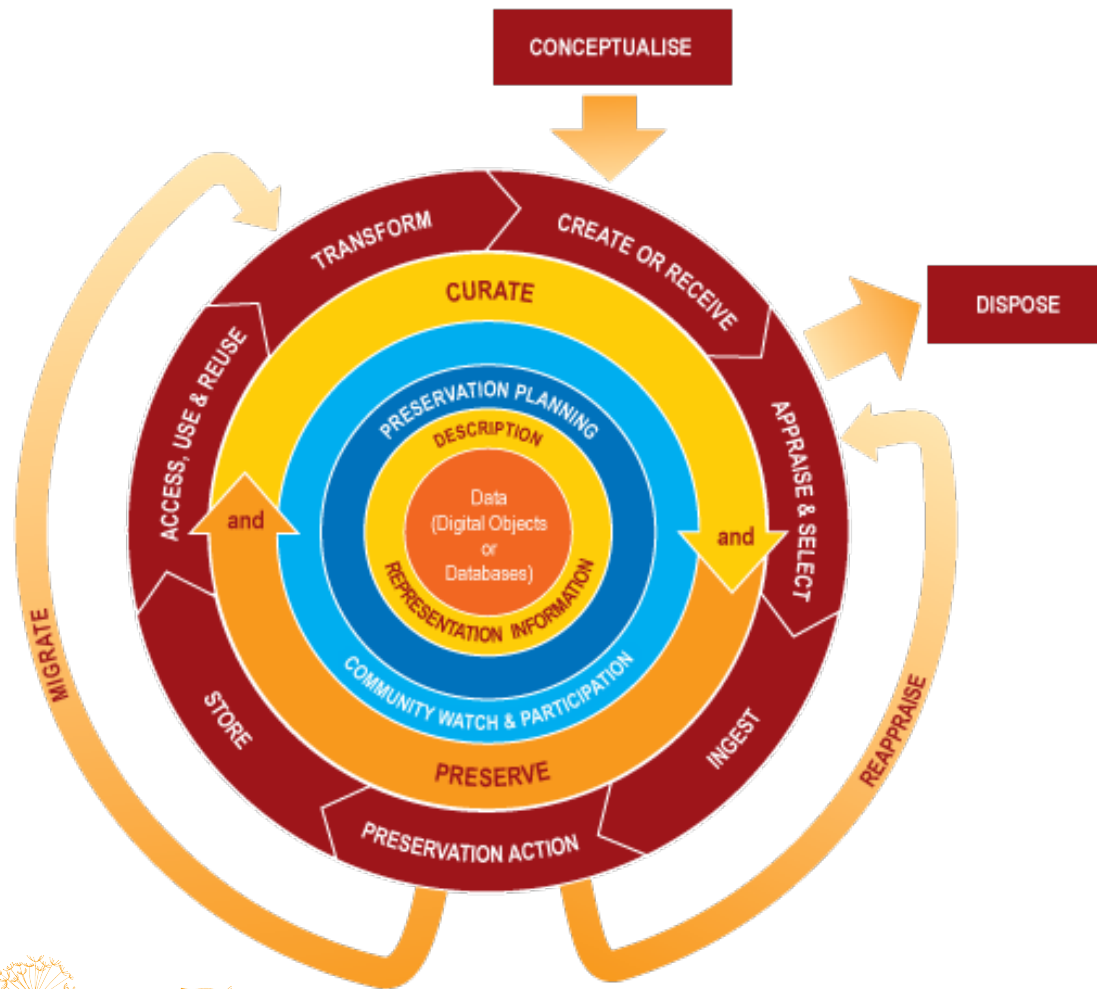 CONCEPTUALISE
CREATE OR RECEIVE
DISPOSE
APPRAISE & SELECT
INGEST
PRESERVATION ACTION
STORE
ACCESS, USE & REUSE
TRANSFORM
MIGRATE
REAPPRAISE
CURATE
and
PRESERVE
and
COMMUNITY WATCH & PARTICIPATION
PRESERVATION PLANNING
DESCRIPTION
REPRESENTATION INFORMATION
Data
(Digital Objects
or
Databases)